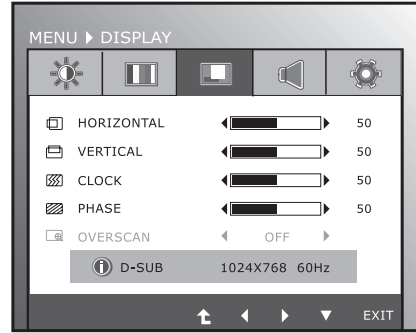 MENU DISPLAY
HORIZONTAL 50
VERTICAL 50
CLOCK 50
PHASE 50
OVERSCAN OFF
D-SUB 1024X768 60Hz
EXIT